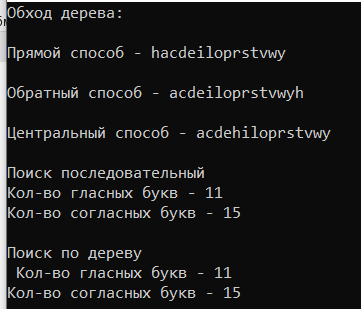 Обход дерева:
Прямой способ - hacdeiloprstvwy
Обратный способ - acdeiloprstvwyh
Центральный способ - acdehiloprstvwy
Поиск последовательный
Кол-во гласных букв - 11
Кол-во согласных букв - 15
Поиск по дереву
Кол-во гласных букв - 11
Кол-во согласных букв - 15